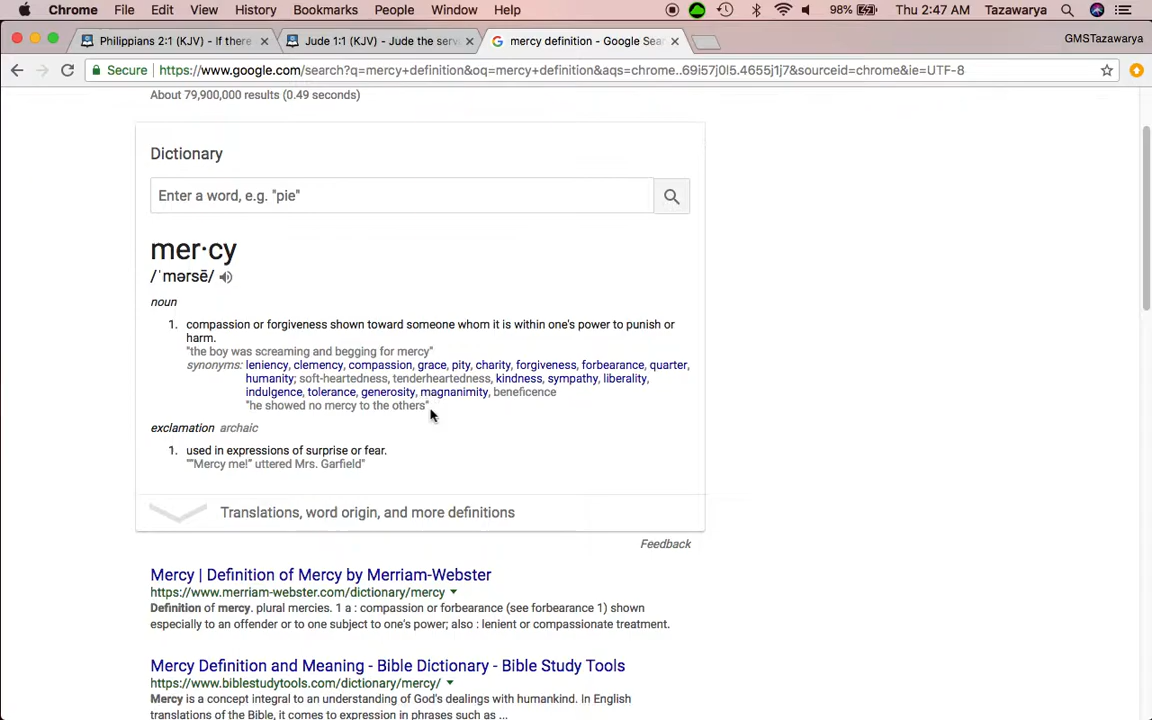 Chrome File Edit View History Bookmarks People Window Help 98% Thu 2:47 AM Tazawarya
Philippians 2:1 (KJV) - If there Jude 1:1 (KJV) - Jude the serv mercy definition - Google Sear GMSTazawarya
Secure https://www.google.com/search?q=mercy+definition&oq=mercy+definition&aqs=chrome..69i57j0l5.4655j1j7&sourceid=chrome&ie=UTF-8
About 79,900,000 results (0.49 seconds)
Dictionary
Enter a word, e.g. "pie"
mer·cy
/ˈmərsē/
noun
1. compassion or forgiveness shown toward someone whom it is within one's power to punish or
harm.
"the boy was screaming and begging for mercy"
synonyms: leniency, clemency, compassion, grace, pity, charity, forgiveness, forbearance, quarter,
humanity; soft-heartedness, tenderheartedness, kindness, sympathy, liberality,
indulgence, tolerance, generosity, magnanimity, beneficence
"he showed no mercy to the others"
exclamation archaic
1. used in expressions of surprise or fear.
""Mercy me!" uttered Mrs. Garfield"
Translations, word origin, and more definitions
Feedback
Mercy | Definition of Mercy by Merriam-Webster
https://www.merriam-webster.com/dictionary/mercy
Definition of mercy. plural mercies. 1 a : compassion or forbearance (see forbearance 1) shown
especially to an offender or to one subject to one's power; also : lenient or compassionate treatment.
Mercy Definition and Meaning - Bible Dictionary - Bible Study Tools
https://www.biblestudytools.com/dictionary/mercy/
Mercy is a concept integral to an understanding of God's dealings with humankind. In English
translations of the Bible, it comes to expression in phrases such as ...